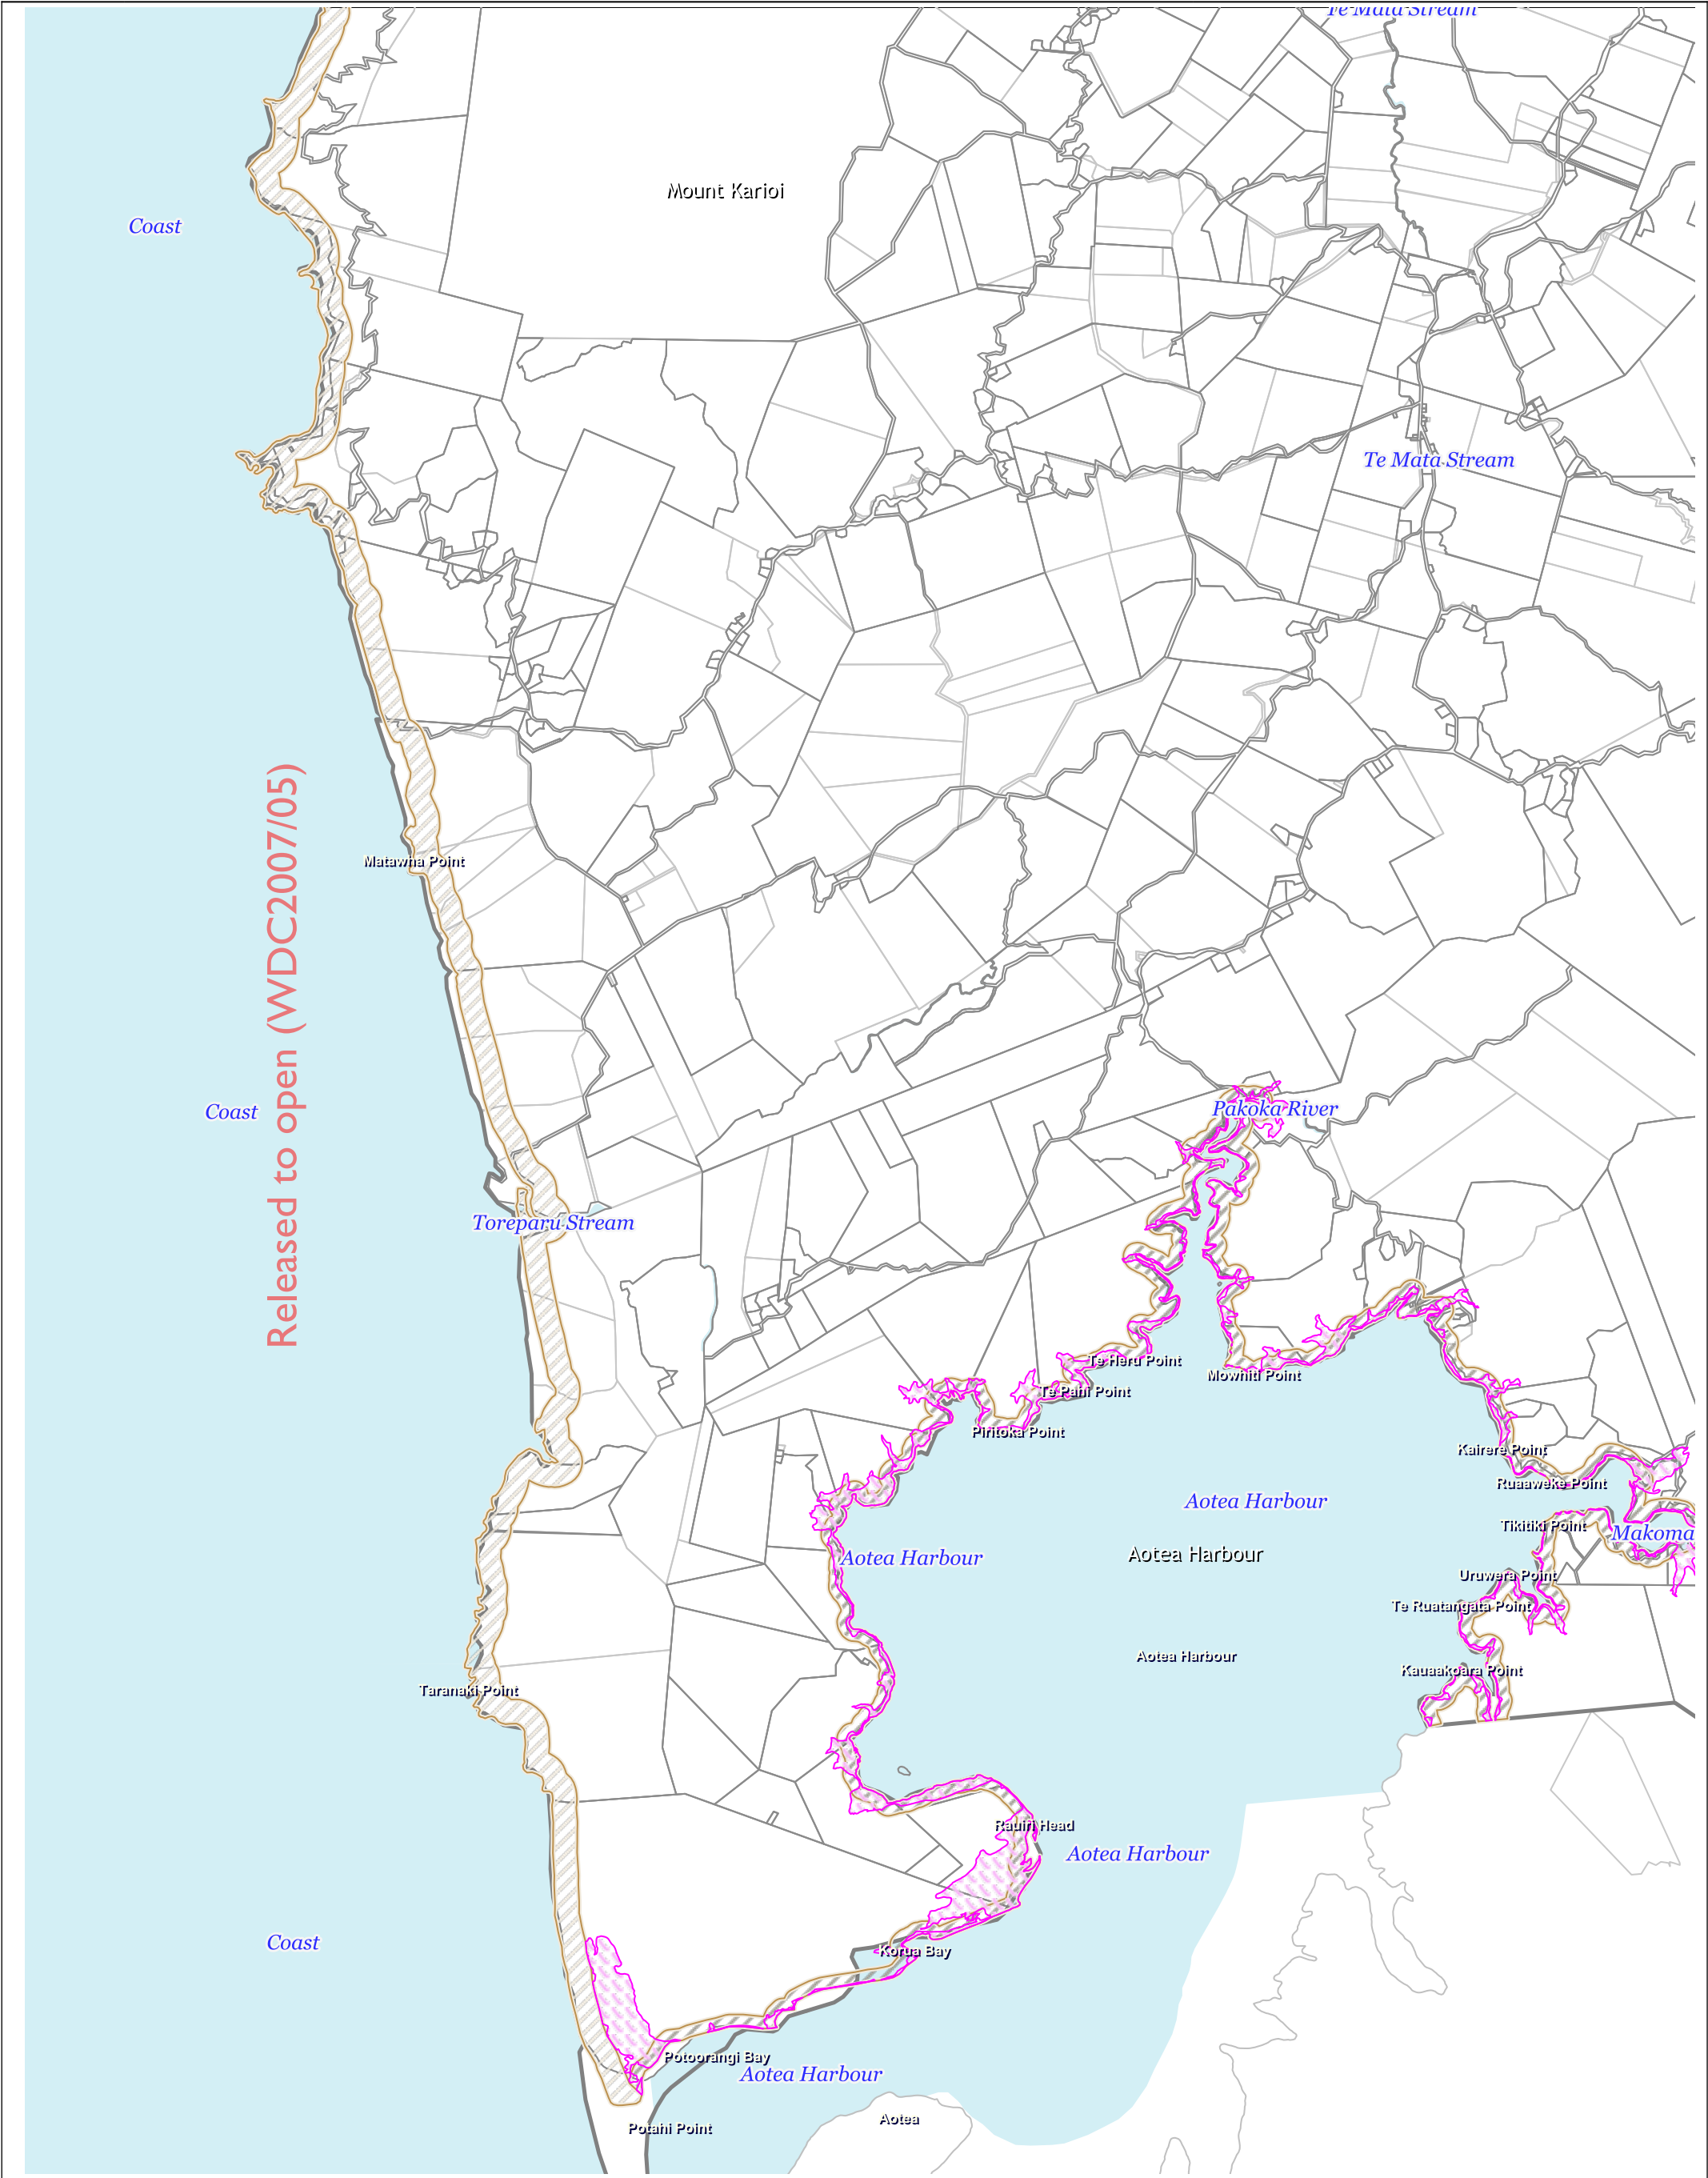 Te Mata Stream
Mount Karioi
Coast
Te Mata Stream
Matawha Point
Released to open (WDC2007/05)
Coast
Pakoka River
Toreparu Stream
Te Heru Point
Mowhiti Point
Te Pahi Point
Piritoka Point
Kairere Point
Ruaaweke Point
Aotea Harbour
Tikitiki Point
Makoma
Aotea Harbour
Aotea Harbour
Uruwera Point
Te Ruatangata Point
Aotea Harbour
Kauaakoara Point
Taranaki Point
Rauiri Head
Aotea Harbour
Coast
Korua Bay
Potoorangi Bay
Aotea Harbour
Aotea
Potahi Point